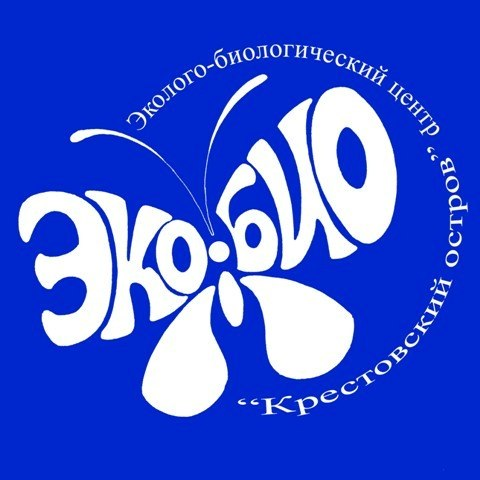 Эколого-биологический центр
"Крестовский остров"
ЭКО БИО